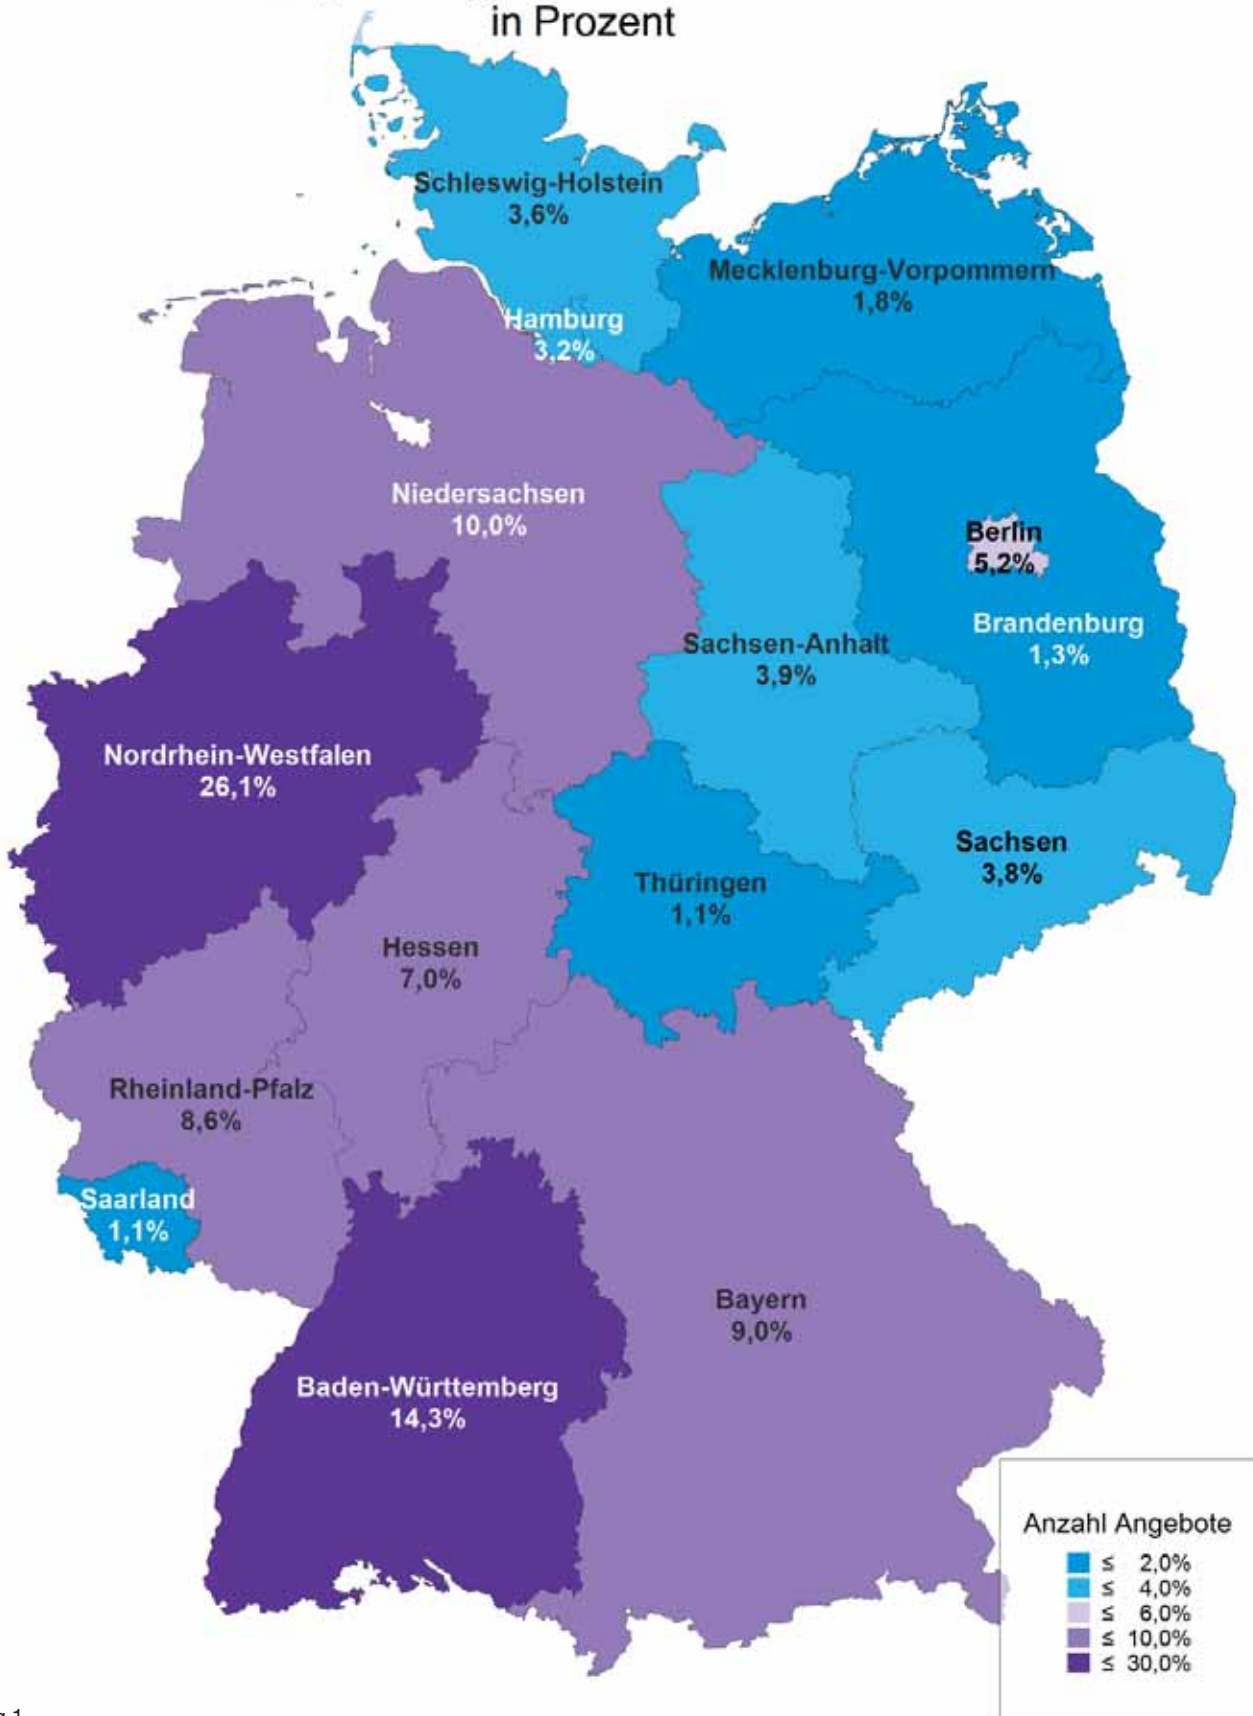 in Prozent
Schleswig-Holstein
3,6%
Mecklenburg-Vorpommern
1,8%
Hamburg
3,2%
Niedersachsen
10,0%
Berlin
5,2%
Brandenburg
1,3%
Sachsen-Anhalt
3,9%
Nordrhein-Westfalen
26,1%
Sachsen
3,8%
Thüringen
1,1%
Hessen
7,0%
Rheinland-Pfalz
8,6%
Saarland
1,1%
Bayern
9,0%
Baden-Württemberg
14,3%
Anzahl Angebote
≤ 2,0%
≤ 4,0%
≤ 6,0%
≤ 10,0%
≤ 30,0%